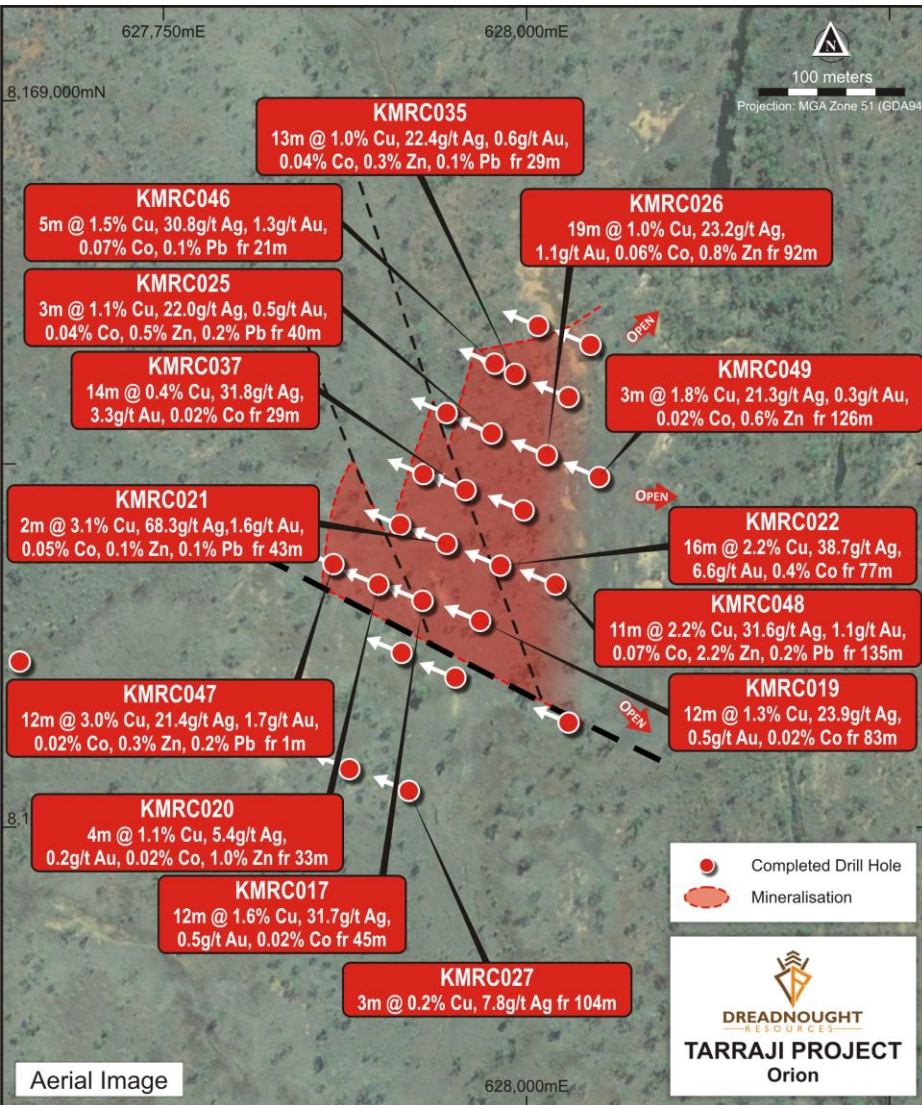 627,750mE
628,000mE
N
100 meters
Projection: MGA Zone 51 (GDA94
8,169,000mN
KMRC035
13m @ 1.0% Cu, 22.4g/t Ag, 0.6g/t Au,
0.04% Co, 0.3% Zn, 0.1% Pb fr 29m
KMRC046
5m @ 1.5% Cu, 30.8g/t Ag, 1.3g/t Au,
0.07% Co, 0.1% Pb fr 21m
KMRC026
19m @ 1.0% Cu, 23.2g/t Ag,
1.1g/t Au, 0.06% Co, 0.8% Zn fr 92m
KMRC025
3m @ 1.1% Cu, 22.0g/t Ag, 0.5g/t Au,
0.04% Co, 0.5% Zn, 0.2% Pb fr 40m
OPEN
KMRC037
14m @ 0.4% Cu, 31.8g/t Ag,
3.3g/t Au, 0.02% Co fr 29m
KMRC049
3m @ 1.8% Cu, 21.3g/t Ag, 0.3g/t Au,
0.02% Co, 0.6% Zn fr 126m
OPEN
KMRC021
2m @ 3.1% Cu, 68.3g/t Ag,1.6g/t Au,
0.05% Co, 0.1% Zn, 0.1% Pb fr 43m
KMRC022
16m @ 2.2% Cu, 38.7g/t Ag,
6.6g/t Au, 0.4% Co fr 77m
KMRC048
11m @ 2.2% Cu, 31.6g/t Ag, 1.1g/t Au,
0.07% Co, 2.2% Zn, 0.2% Pb fr 135m
KMRC019
12m @ 1.3% Cu, 23.9g/t Ag,
0.5g/t Au, 0.02% Co fr 83m
OPEN
KMRC047
12m @ 3.0% Cu, 21.4g/t Ag, 1.7g/t Au,
0.02% Co, 0.3% Zn, 0.2% Pb fr 1m
8,1
KMRC020
4m @ 1.1% Cu, 5.4g/t Ag,
0.2g/t Au, 0.02% Co, 1.0% Zn fr 33m
KMRC017
12m @ 1.6% Cu, 31.7g/t Ag,
0.5g/t Au, 0.02% Co fr 45m
KMRC027
3m @ 0.2% Cu, 7.8g/t Ag fr 104m
Completed Drill Hole
Mineralisation
DREADNOUGHT
RESOURCES
TARRAJI PROJECT
Orion
Aerial Image
628,000mE